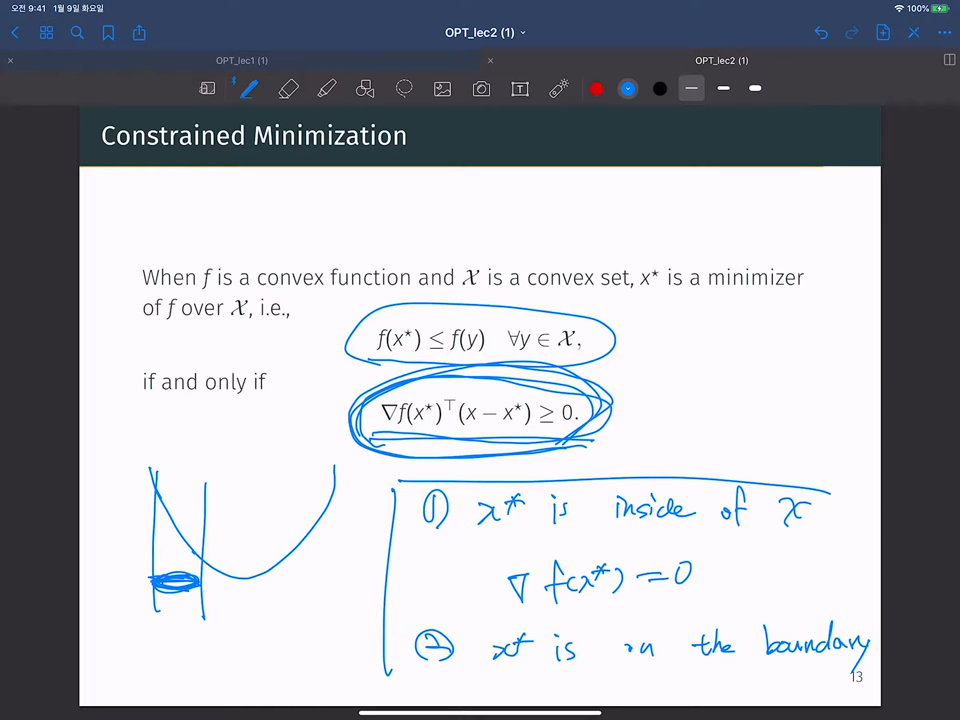 오전 9:41 1월 9일 화요일
100%
OPT_lec2 (1)
OPT_lec1 (1)
OPT_lec2 (1)
Constrained Minimization
When f is a convex function and 𝒳 is a convex set, x⋆ is a minimizer
of f over 𝒳, i.e.,
f(x⋆) ≤ f(y) ∀y ∈ 𝒳,
if and only if
∇f(x⋆)⊤(x − x⋆) ≥ 0.
① x* is inside of X
∇ f(x*) = 0
② x* is on the boundary
13